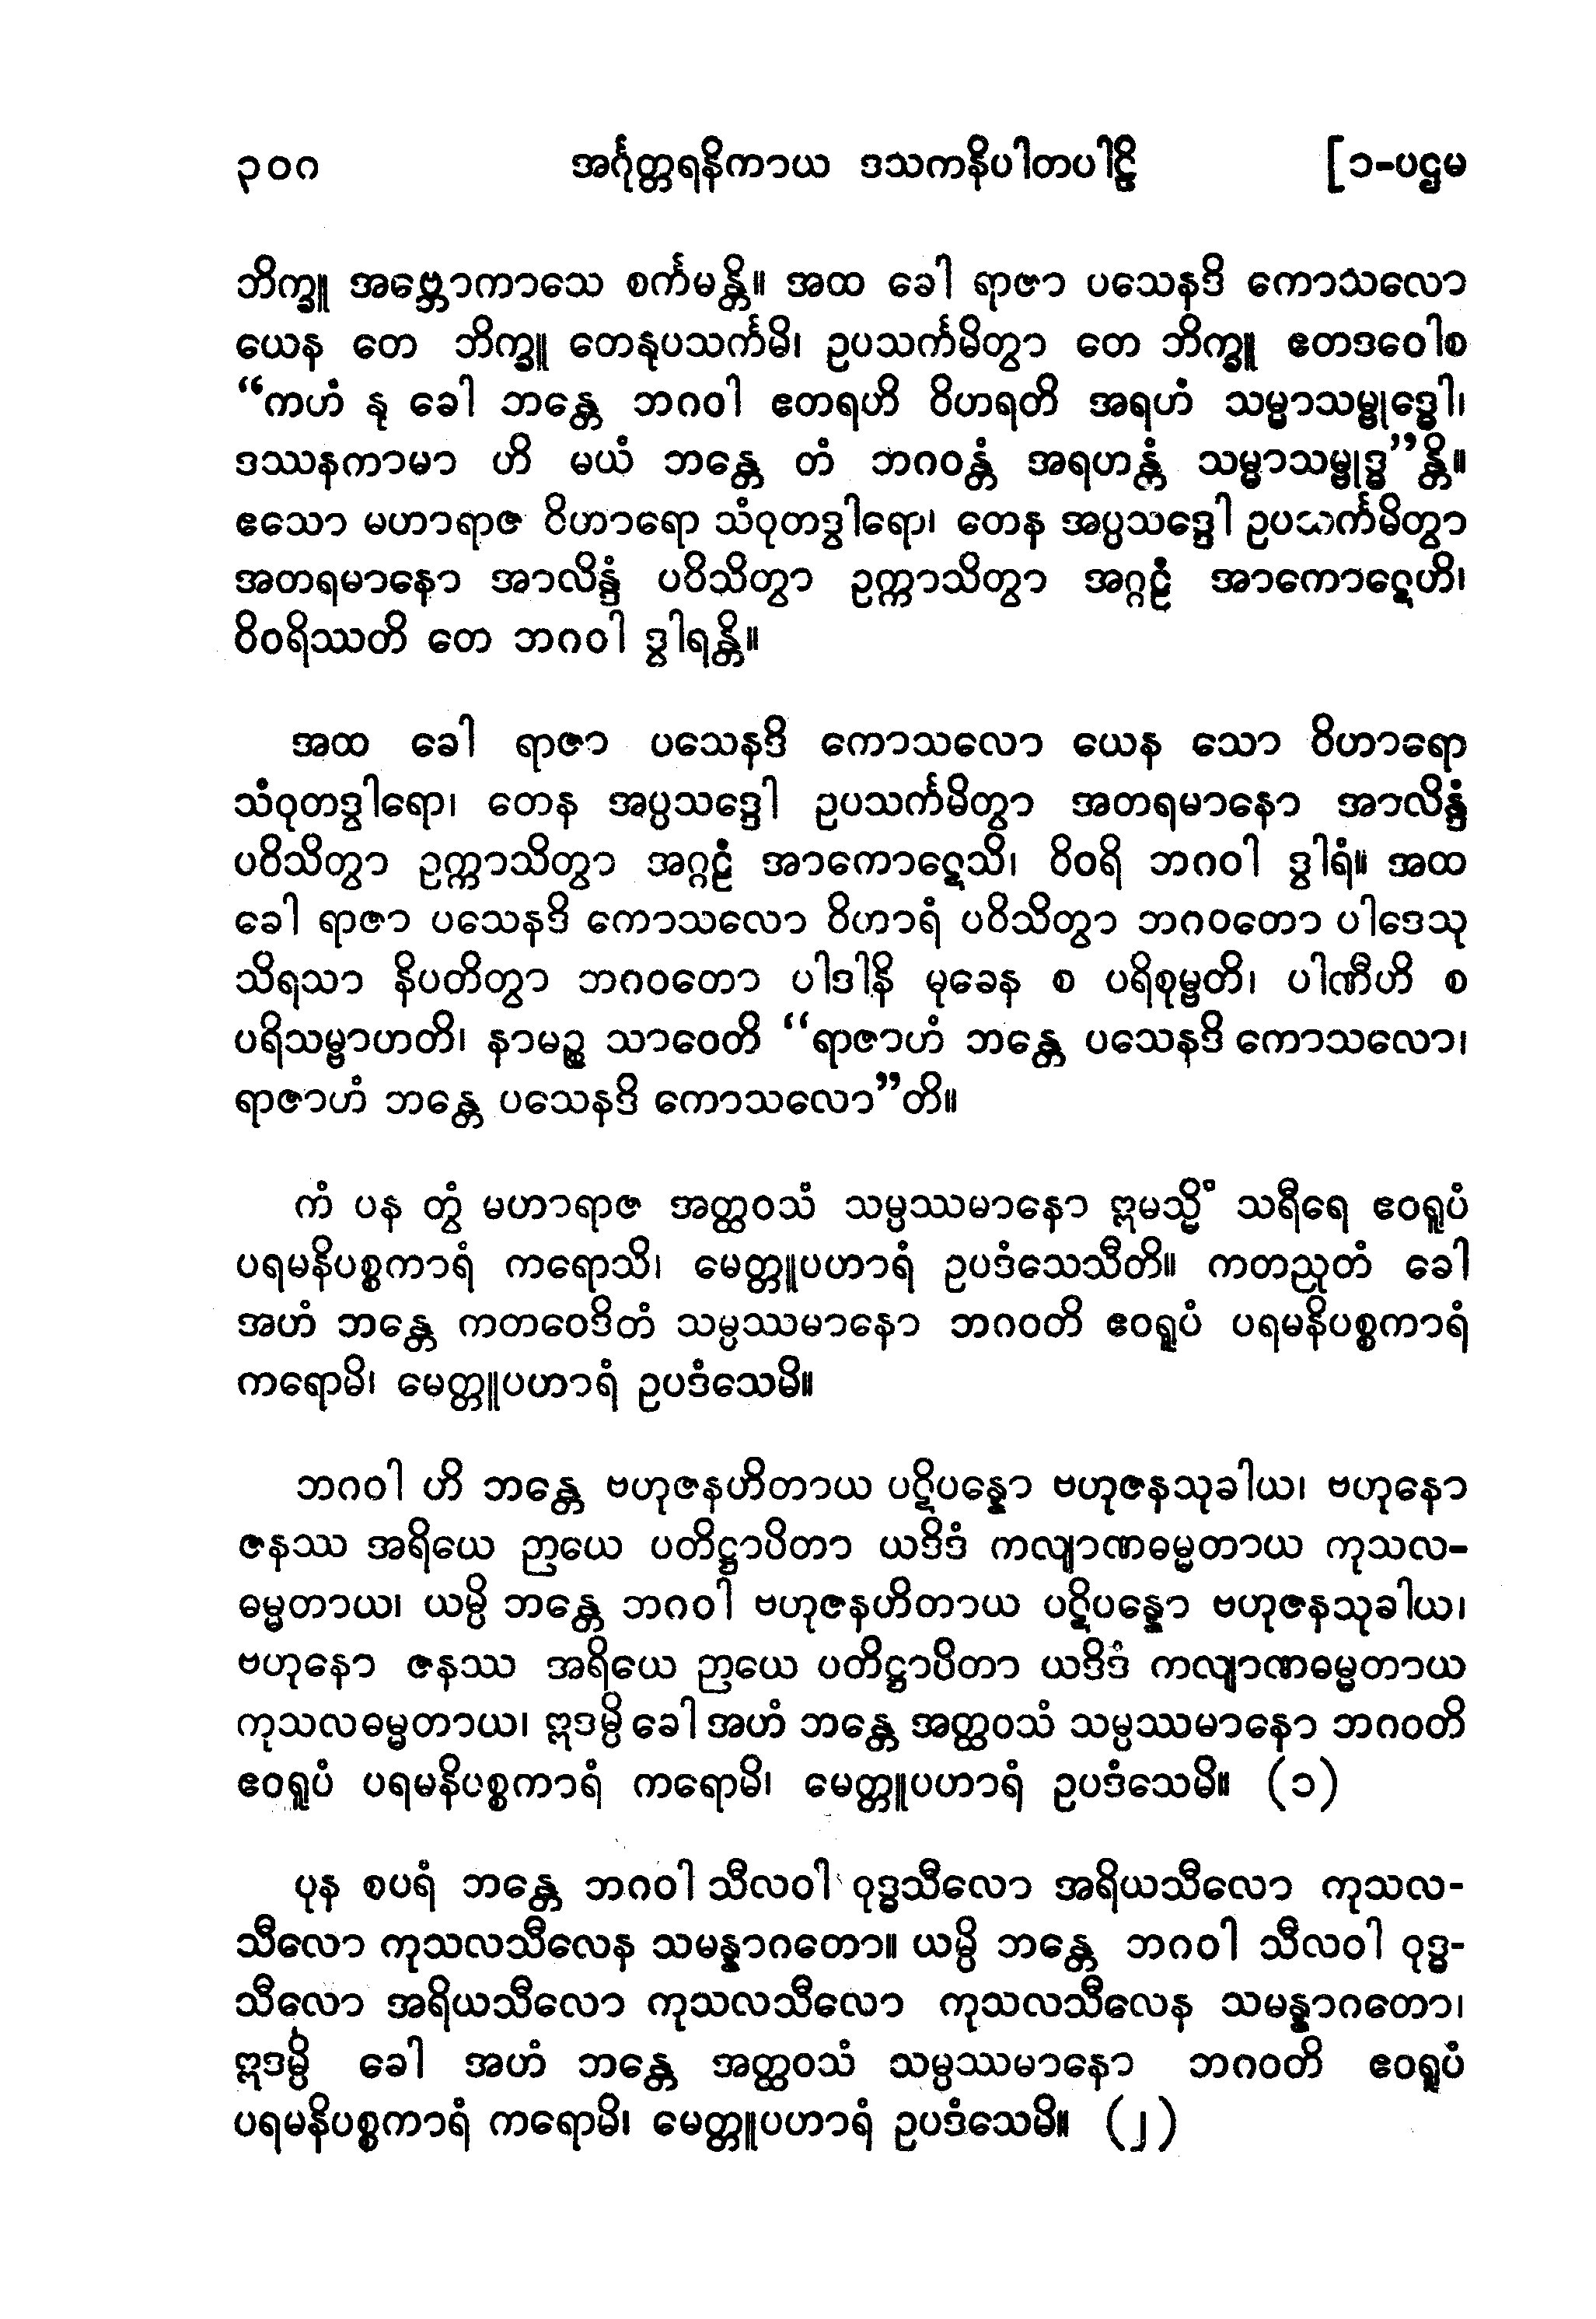 ၃၀၈ အင်္ဂုတ္တရနိကာယ ဒသကနိပါတပါဠိ [၁-ပဌမ
ဘိက္ခူ အဗ္ဘောကာသေ စင်္ကမန္တိ။ အထ ခေါ ရာဇာ ပသေနဒိ ကောသလော
ယေန တေ ဘိက္ခူ တေနုပသင်္ကမိ၊ ဥပသင်္ကမိတွာ တေ ဘိက္ခူ ဧတဒဝေါစ
“ကဟံ နု ခေါ ဘန္တေ ဘဂဝါ ဧတရဟိ ဝိဟရတိ အရဟံ သမ္မာသမ္ဗုဒ္ဓေါ၊
ဒဿနကာမာ ဟိ မယံ ဘန္တေ တံ ဘဂဝန္တံ အရဟန္တံ သမ္မာသမ္ဗုဒ္ဓ”န္တိ။
ဧသော မဟာရာဇ ဝိဟာရော သံဝုတဒွါရော၊ တေန အပ္ပသဒ္ဒေါ ဥပသင်္ကမိတွာ
အတရမာနော အာလိန္ဒံ ပဝိသိတွာ ဥက္ကာသိတွာ အဂ္ဂဠံ အာကောဋေဟိ၊
ဝိဝရိဿတိ တေ ဘဂဝါ ဒွါရန္တိ။
အထ ခေါ ရာဇာ ပသေနဒိ ကောသလော ယေန သော ဝိဟာရော
သံဝုတဒွါရော၊ တေန အပ္ပသဒ္ဒေါ ဥပသင်္ကမိတွာ အတရမာနော အာလိန္ဒံ
ပဝိသိတွာ ဥက္ကာသိတွာ အဂ္ဂဠံ အာကောဋေသိ၊ ဝိဝရိ ဘဂဝါ ဒွါရံ။ အထ
ခေါ ရာဇာ ပသေနဒိ ကောသလော ဝိဟာရံ ပဝိသိတွာ ဘဂဝတော ပါဒေသု
သိရသာ နိပတိတွာ ဘဂဝတော ပါဒါနိ မုခေန စ ပရိစုမ္ဗတိ၊ ပါဏီဟိ စ
ပရိသမ္ဗာဟတိ၊ နာမဉ္စ သာဝေတိ “ရာဇာဟံ ဘန္တေ ပသေနဒိ ကောသလော၊
ရာဇာဟံ ဘန္တေ ပသေနဒိ ကောသလော”တိ။
ကံ ပန တွံ မဟာရာဇ အတ္ထဝသံ သမ္ပဿမာနော ဣမသ္မိံ သရီရေ ဧဝရူပံ
ပရမနိပစ္စကာရံ ကရောသိ၊ မေတ္တူပဟာရံ ဥပဒံသေသီတိ။ ကတညုတံ ခေါ
အဟံ ဘန္တေ ကတဝေဒိတံ သမ္ပဿမာနော ဘဂဝတိ ဧဝရူပံ ပရမနိပစ္စကာရံ
ကရောမိ၊ မေတ္တူပဟာရံ ဥပဒံသေမိ။
ဘဂဝါ ဟိ ဘန္တေ ဗဟုဇနဟိတာယ ပဋိပန္နော ဗဟုဇနသုခါယ၊ ဗဟုနော
ဇနဿ အရိယေ ဉာယေ ပတိဋ္ဌာပိတာ ယဒိဒံ ကလျာဏဓမ္မတာယ ကုသလ-
ဓမ္မတာယ၊ ယမ္ပိ ဘန္တေ ဘဂဝါ ဗဟုဇနဟိတာယ ပဋိပန္နော ဗဟုဇနသုခါယ၊
ဗဟုနော ဇနဿ အရိယေ ဉာယေ ပတိဋ္ဌာပိတာ ယဒိဒံ ကလျာဏဓမ္မတာယ
ကုသလဓမ္မတာယ၊ ဣဒမ္ပိ ခေါ အဟံ ဘန္တေ အတ္ထဝသံ သမ္ပဿမာနော ဘဂဝတိ
ဧဝရူပံ ပရမနိပစ္စကာရံ ကရောမိ၊ မေတ္တူပဟာရံ ဥပဒံသေမိ။ (၁)
ပုန စပရံ ဘန္တေ ဘဂဝါ သီလဝါ ဝုဒ္ဓသီလော အရိယသီလော ကုသလ-
သီလော ကုသလသီလေန သမန္နာဂတော။ ယမ္ပိ ဘန္တေ ဘဂဝါ သီလဝါ ဝုဒ္ဓ-
သီလော အရိယသီလော ကုသလသီလော ကုသလသီလေန သမန္နာဂတော၊
ဣဒမ္ပိ ခေါ အဟံ ဘန္တေ အတ္ထဝသံ သမ္ပဿမာနော ဘဂဝတိ ဧဝရူပံ
ပရမနိပစ္စကာရံ ကရောမိ၊ မေတ္တူပဟာရံ ဥပဒံသေမိ။ (၂)